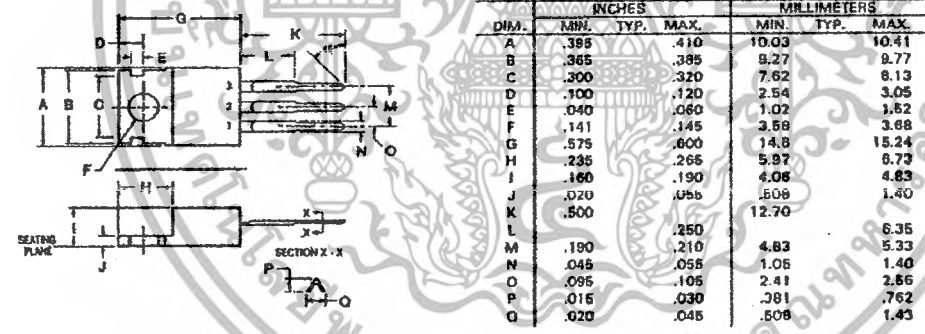 G
D
K
E
L
45°
A
B
C
3
2
1
M
N
O
F
H
SEATING PLANE
J
X
X
SECTION X - X
P
Q
INCHES MILLIMETERS
DIM. MIN. TYP. MAX. MIN. TYP. MAX.
A .395 .410 10.03 10.41
B .365 .385 9.27 9.77
C .300 .320 7.62 8.13
D .100 .120 2.54 3.05
E .040 .060 1.02 1.52
F .141 .145 3.58 3.68
G .575 .600 14.6 15.24
H .235 .265 5.97 6.73
I .160 .190 4.06 4.83
J .020 .055 .508 1.40
K .500 12.70
L .250 6.35
M .190 .210 4.83 5.33
N .045 .055 1.05 1.40
O .095 .105 2.41 2.66
P .015 .030 .381 .762
Q .020 .045 .508 1.43